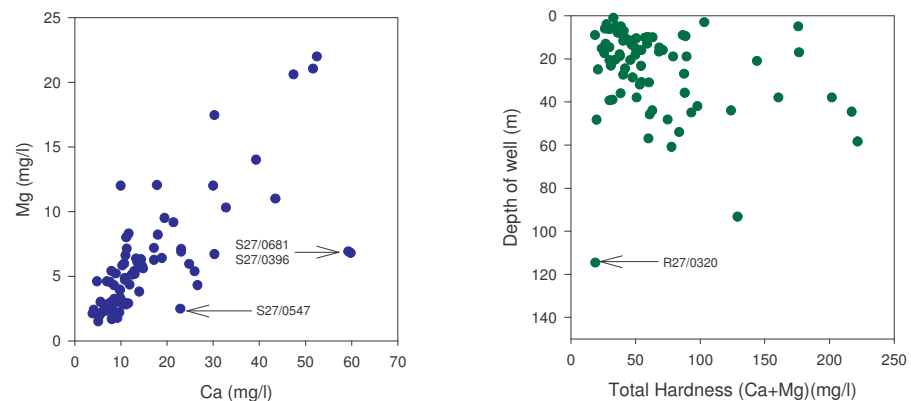 25
20
15
10
5
0
Mg (mg/l)
S27/0681
S27/0396
S27/0547
0 10 20 30 40 50 60 70
Ca (mg/l)
0
20
40
60
80
100
120
140
Depth of well (m)
R27/0320
0 50 100 150 200 250
Total Hardness (Ca+Mg)(mg/l)